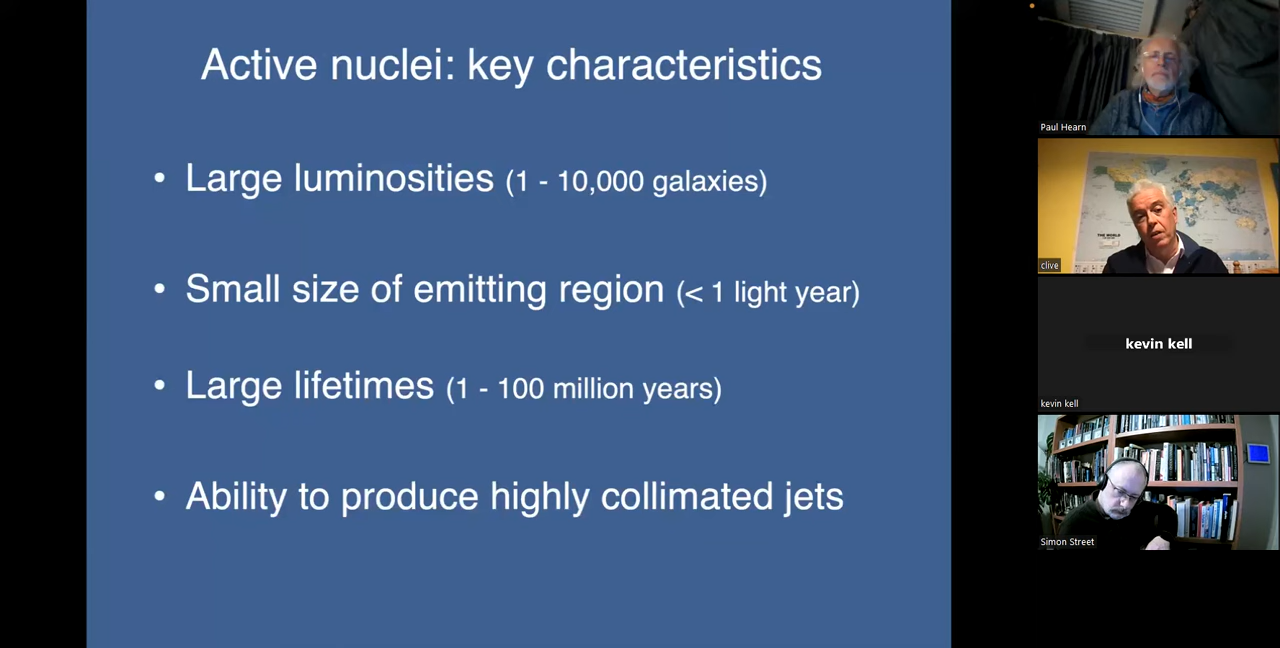 Active nuclei: key characteristics
• Large luminosities (1 - 10,000 galaxies)
• Small size of emitting region (< 1 light year)
• Large lifetimes (1 - 100 million years)
• Ability to produce highly collimated jets
Paul Hearn
THE WORLD
clive
kevin kell
kevin kell
Simon Street